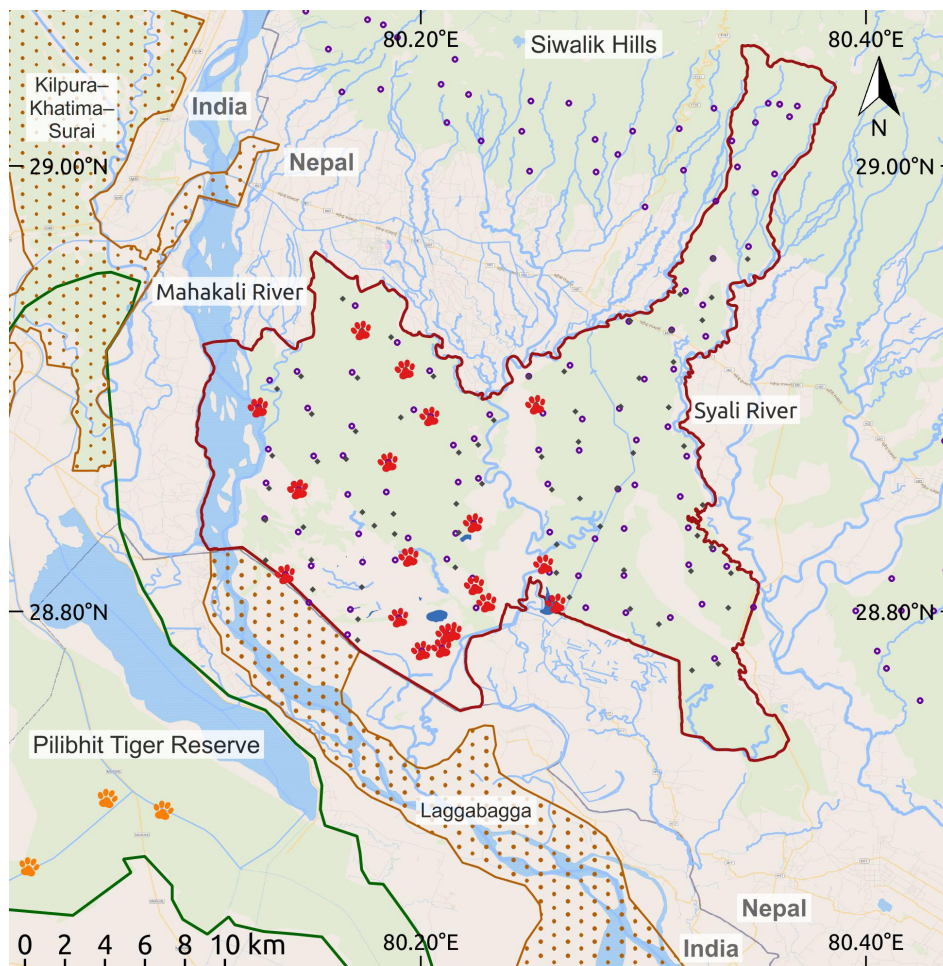 80.20°E
Siwalik Hills
80.40°E
Kilpura–
Khatima–
Surai
India
N
29.00°N
Nepal
29.00°N
Mahakali River
Syali River
28.80°N
28.80°N
Pilibhit Tiger Reserve
Laggabagga
Nepal
0 2 4 6 8 10 km
80.20°E
India
80.40°E